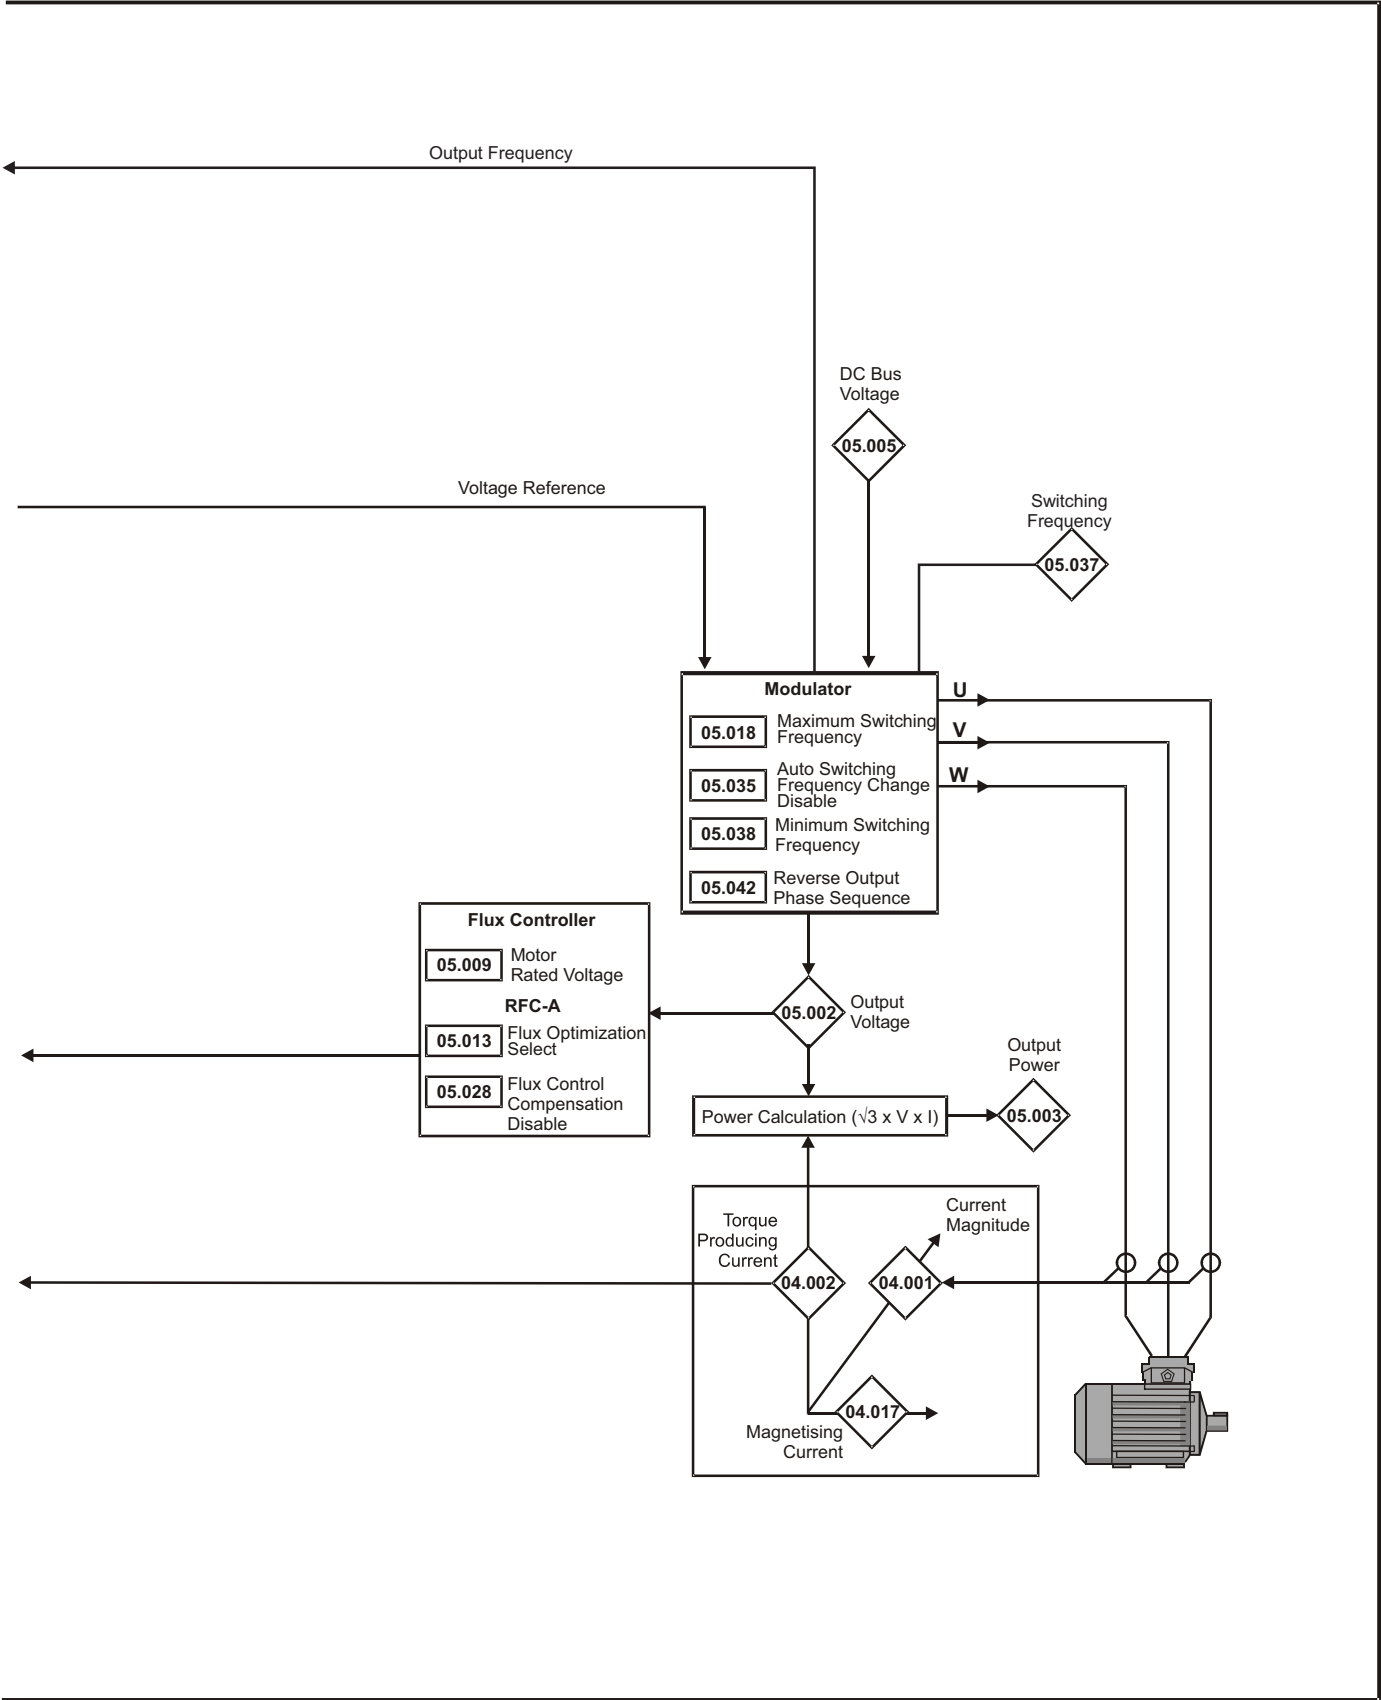 Output Frequency
DC Bus
Voltage
05.005
Voltage Reference
Switching
Frequency
05.037
Modulator
05.018
Maximum Switching
Frequency
05.035
Auto Switching
Frequency Change
Disable
05.038
Minimum Switching
Frequency
05.042
Reverse Output
Phase Sequence
U
V
W
Flux Controller
05.009
Motor
Rated Voltage
RFC-A
05.013
Flux Optimization
Select
05.028
Flux Control
Compensation
Disable
05.002
Output
Voltage
Output
Power
Power Calculation (√3 x V x I)
05.003
Torque
Producing
Current
04.002
Current
Magnitude
04.001
04.017
Magnetising
Current